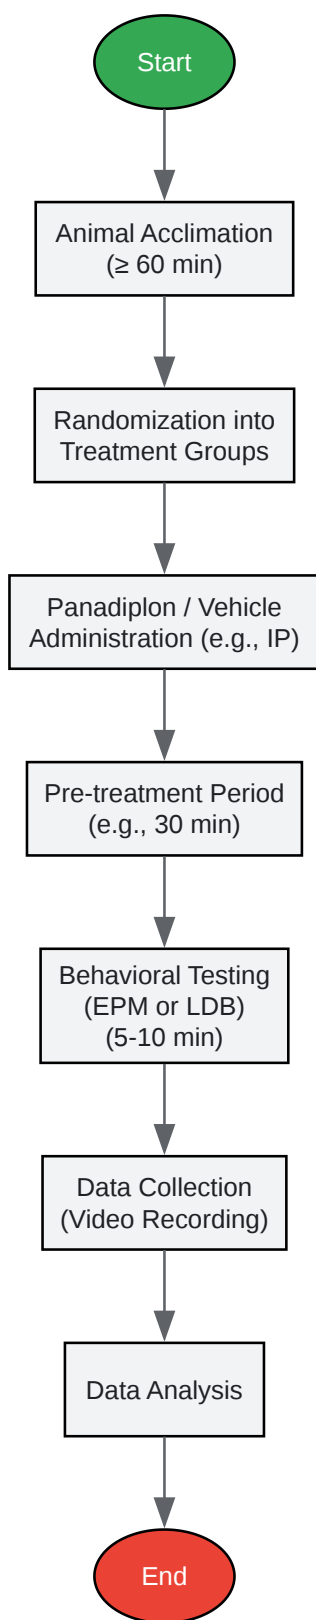 Start
Animal Acclimation
(≥ 60 min)
Randomization into
Treatment Groups
Panadiplon / Vehicle
Administration (e.g., IP)
Pre-treatment Period
(e.g., 30 min)
Behavioral Testing
(EPM or LDB)
(5-10 min)
Data Collection
(Video Recording)
Data Analysis
End